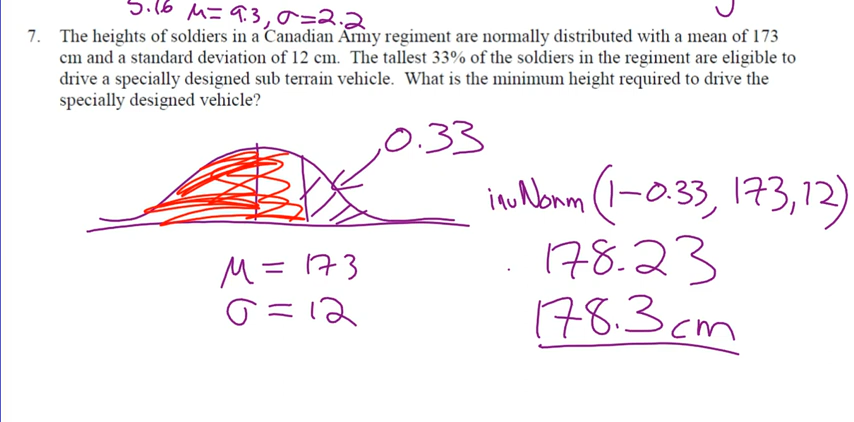 5.16 μ= 9.3, σ=2.2
7. The heights of soldiers in a Canadian Army regiment are normally distributed with a mean of 173
cm and a standard deviation of 12 cm. The tallest 33% of the soldiers in the regiment are eligible to
drive a specially designed sub terrain vehicle. What is the minimum height required to drive the
specially designed vehicle?
0.33
invNorm (1-0.33, 173, 12)
μ = 173
178.23
σ = 12
178.3 cm